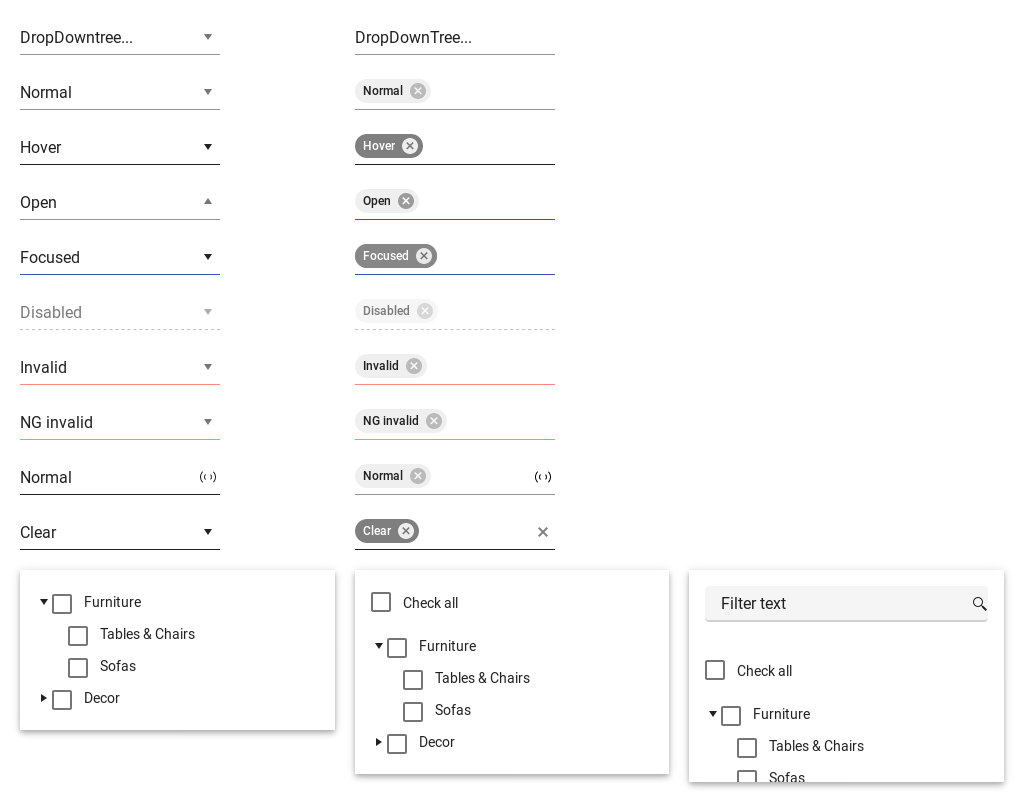 DropDowntree...
DropDownTree...
Normal
Normal
Hover
Hover
Open
Open
Focused
Focused
Disabled
Disabled
Invalid
Invalid
NG invalid
NG invalid
Normal
Normal
Clear
Clear
Furniture
Tables & Chairs
Sofas
Decor
Check all
Furniture
Tables & Chairs
Sofas
Decor
Filter text
Check all
Furniture
Tables & Chairs
Sofas